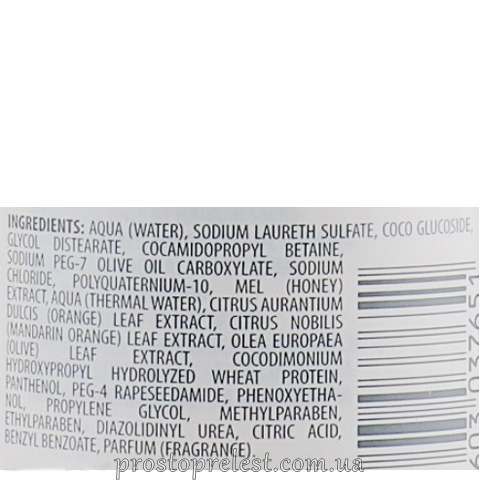 INGREDIENTS: AQUA (WATER), SODIUM LAURETH SULFATE, COCO GLUCOSIDE,
GLYCOL DISTEARATE, COCAMIDOPROPYL BETAINE,
SODIUM PEG-7 OLIVE OIL CARBOXYLATE, SODIUM
CHLORIDE, POLYQUATERNIUM-10, MEL (HONEY)
EXTRACT, AQUA (THERMAL WATER), CITRUS AURANTIUM
DULCIS (ORANGE) LEAF EXTRACT, CITRUS NOBILIS
(MANDARIN ORANGE) LEAF EXTRACT, OLEA EUROPAEA
(OLIVE) LEAF EXTRACT, COCODIMONIUM
HYDROXYPROPYL HYDROLYZED WHEAT PROTEIN,
PANTHENOL, PEG-4 RAPESEEDAMIDE, PHENOXYETHA-
NOL, PROPYLENE GLYCOL, METHYLPARABEN,
ETHYLPARABEN, DIAZOLIDINYL UREA, CITRIC ACID,
BENZYL BENZOATE, PARFUM (FRAGRANCE).
prostoprelest.com.ua